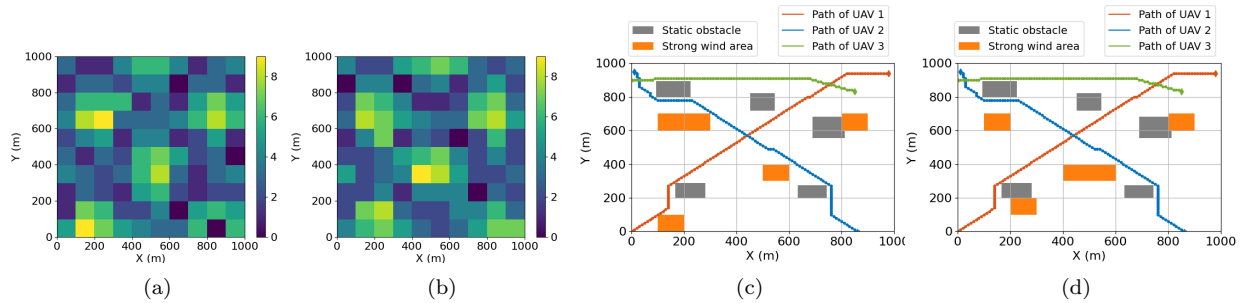 1000
800
600
400
200
0
Y (m)
0 200 400 600 800 1000
X (m)
8
6
4
2
0
(a)
1000
800
600
400
200
0
Y (m)
0 200 400 600 800 1000
X (m)
8
6
4
2
0
(b)
Static obstacle
Strong wind area
Path of UAV 1
Path of UAV 2
Path of UAV 3
1000
800
600
400
200
0
Y (m)
0 200 400 600 800 1000
X (m)
(c)
Static obstacle
Strong wind area
Path of UAV 1
Path of UAV 2
Path of UAV 3
1000
800
600
400
200
0
Y (m)
0 200 400 600 800 1000
X (m)
(d)